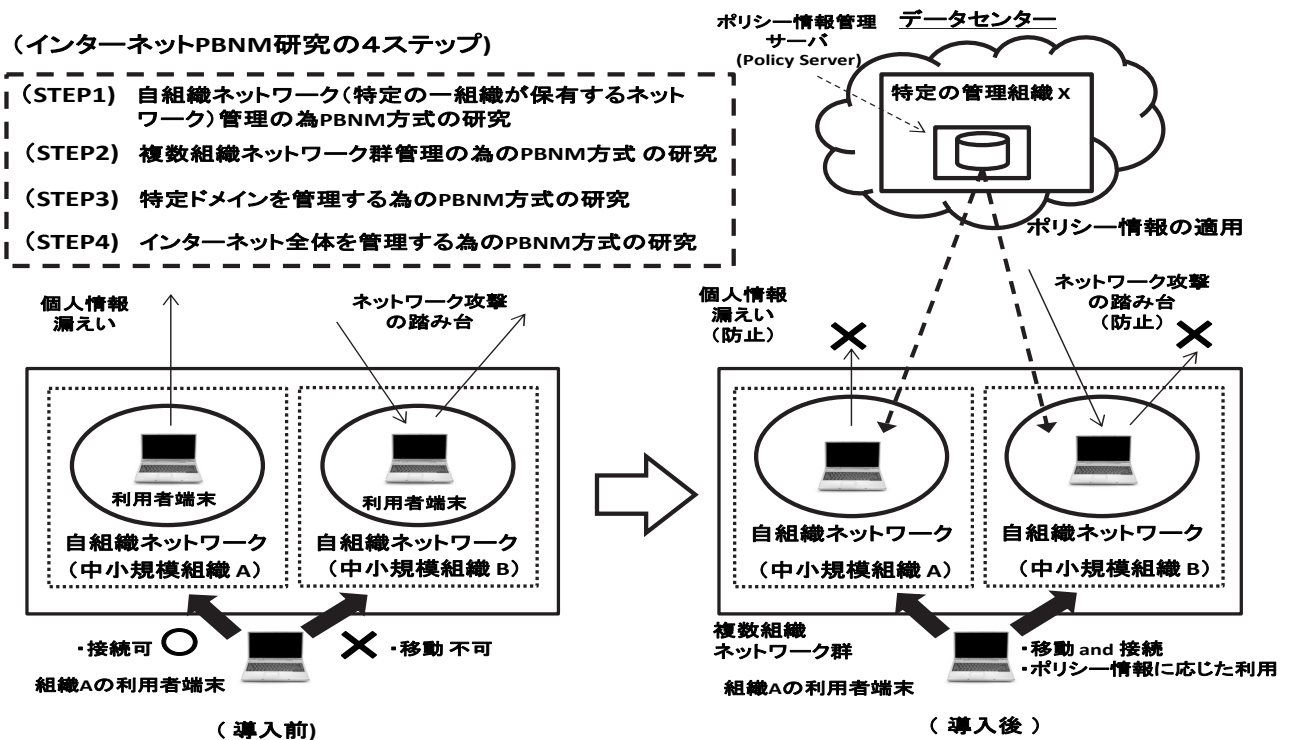 (インターネットPBNM研究の4ステップ)
(STEP1) 自組織ネットワーク(特定の一組織が保有するネット
ワーク)管理の為PBNM方式の研究
(STEP2) 複数組織ネットワーク群管理の為のPBNM方式 の研究
(STEP3) 特定ドメインを管理する為のPBNM方式の研究
(STEP4) インターネット全体を管理する為のPBNM方式の研究
個人情報
漏えい
ネットワーク攻撃
の踏み台
利用者端末
利用者端末
自組織ネットワーク
(中小規模組織 A)
自組織ネットワーク
(中小規模組織 B)
・接続可
・移動 不可
組織Aの利用者端末
( 導入前)
ポリシー情報管理
サーバ
(Policy Server)
データセンター
特定の管理組織 X
ポリシー情報の適用
個人情報
漏えい
(防止)
ネットワーク攻撃
の踏み台
(防止)
自組織ネットワーク
(中小規模組織 A)
自組織ネットワーク
(中小規模組織 B)
複数組織
ネットワーク群
・移動 and 接続
・ポリシー情報に応じた利用
組織Aの利用者端末
( 導入後 )